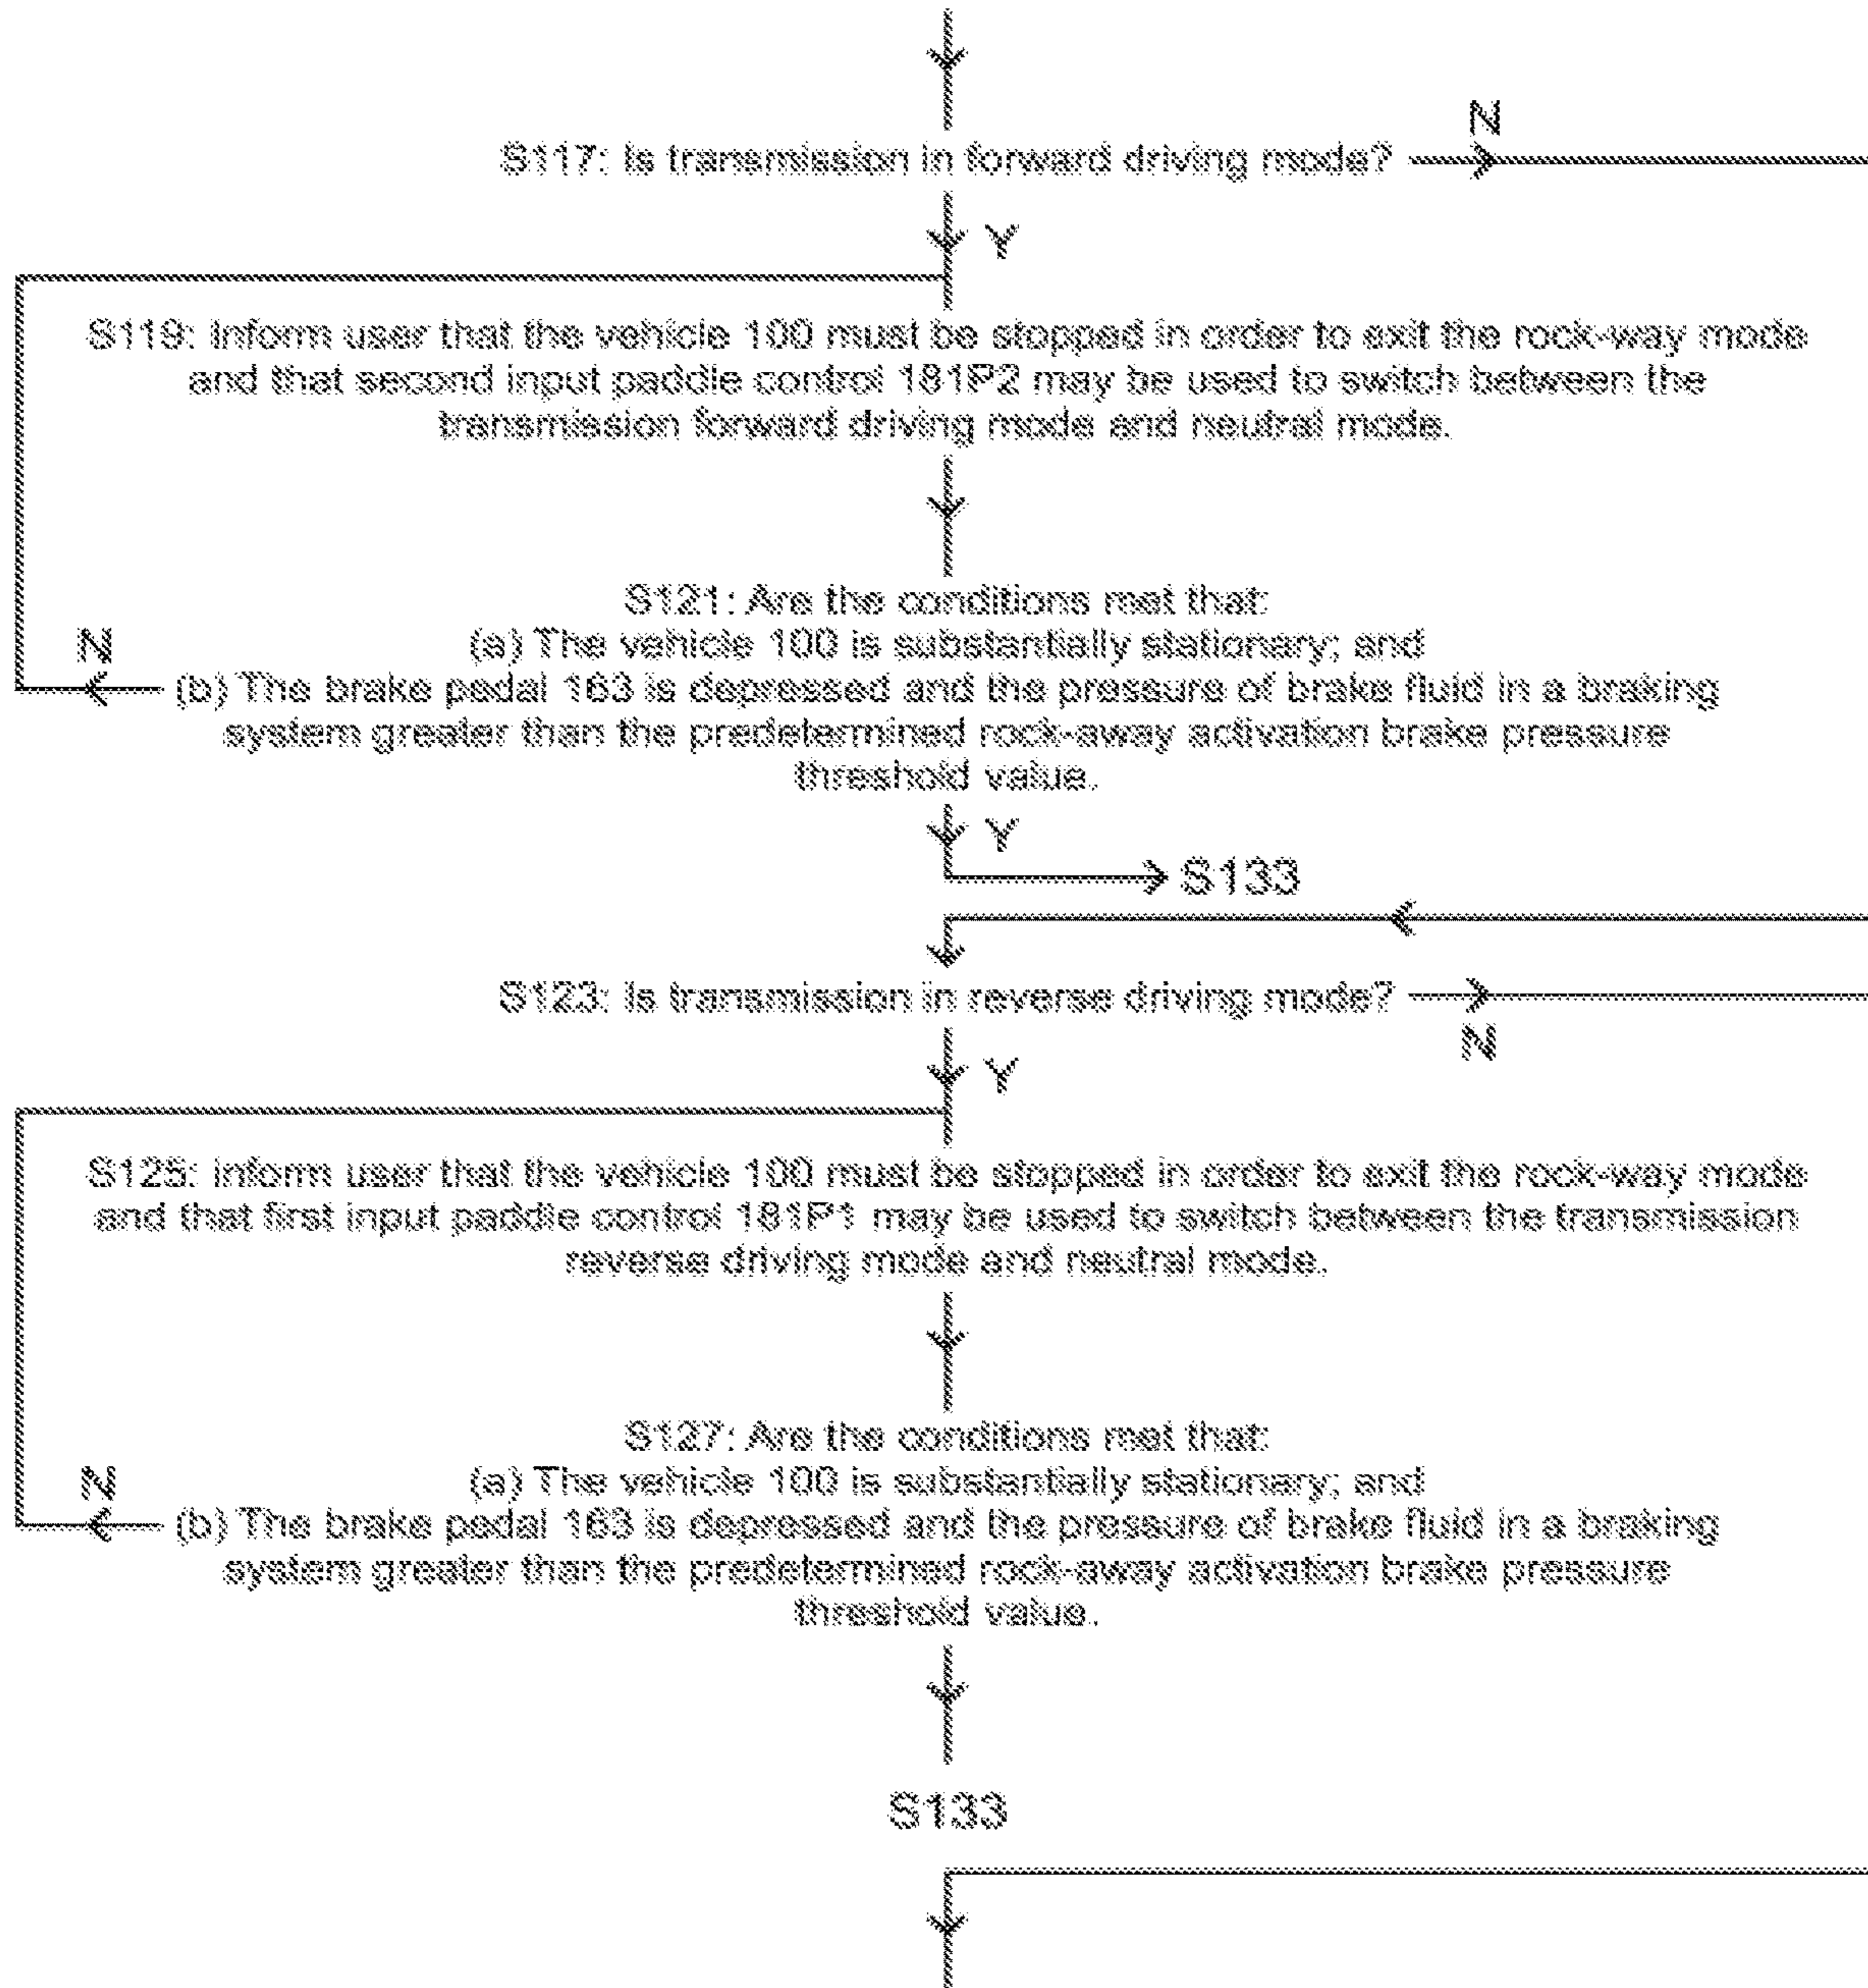 S117: Is transmission in forward driving mode?
N
Y
S119: Inform user that the vehicle 100 must be stopped in order to exit the rock-way mode
and that second input paddle control 181P2 may be used to switch between the
transmission forward driving mode and neutral mode.
S121: Are the conditions met that:
(a) The vehicle 100 is substantially stationary; and
N
(b) The brake pedal 163 is depressed and the pressure of brake fluid in a braking
system greater than the predetermined rock-away activation brake pressure
threshold value.
Y
S133
S123: Is transmission in reverse driving mode?
N
Y
S125: Inform user that the vehicle 100 must be stopped in order to exit the rock-way mode
and that first input paddle control 181P1 may be used to switch between the transmission
reverse driving mode and neutral mode.
S127: Are the conditions met that:
(a) The vehicle 100 is substantially stationary; and
N
(b) The brake pedal 163 is depressed and the pressure of brake fluid in a braking
system greater than the predetermined rock-away activation brake pressure
threshold value.
S133